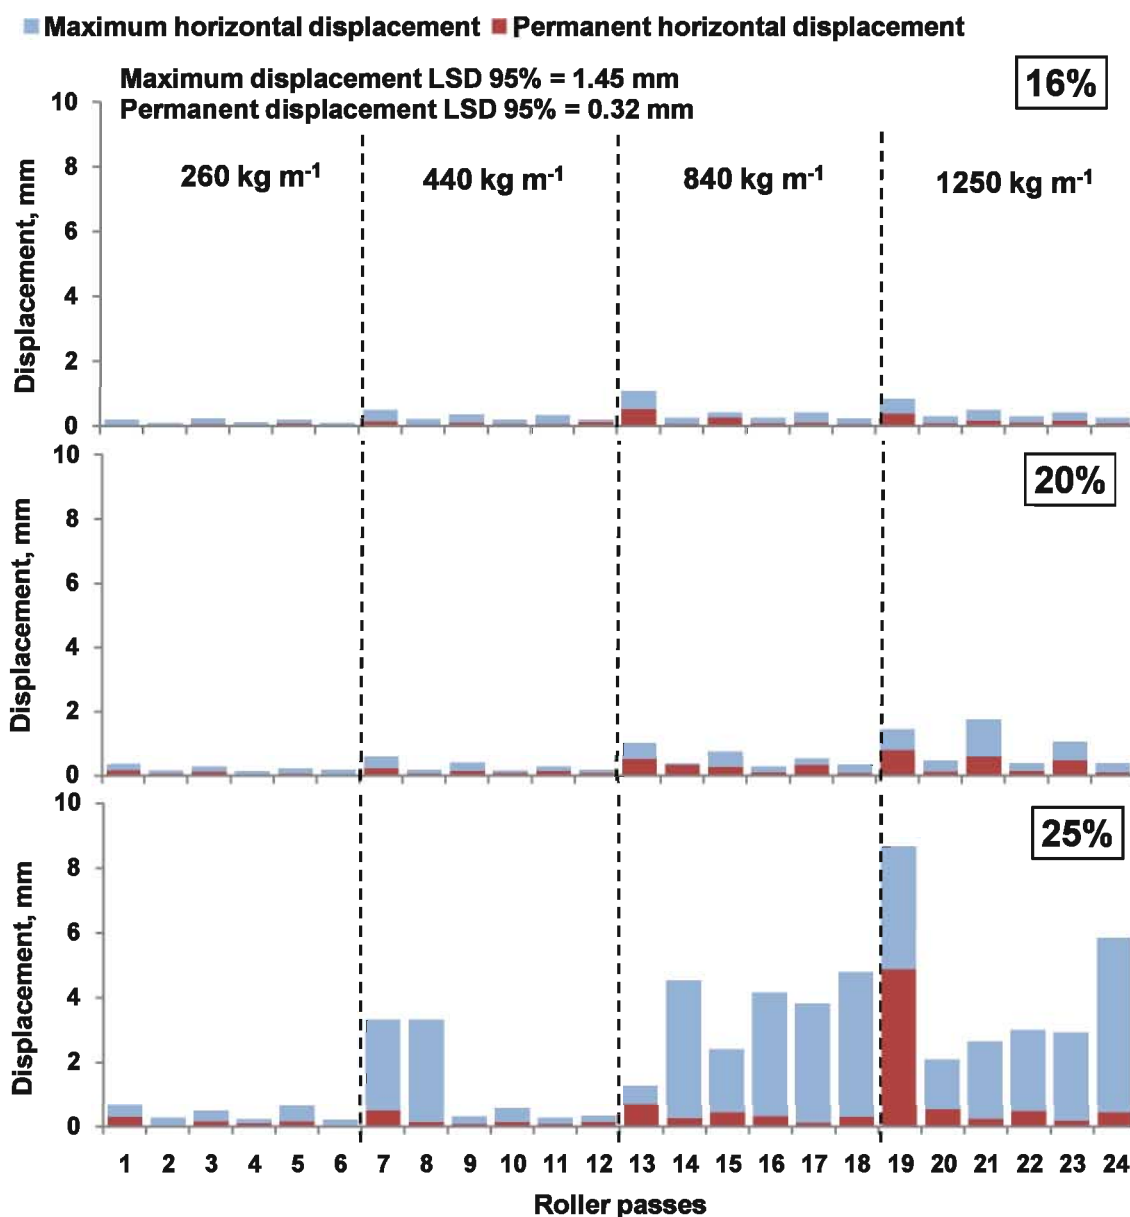 Maximum horizontal displacement Permanent horizontal displacement
Maximum displacement LSD 95% = 1.45 mm
Permanent displacement LSD 95% = 0.32 mm
16%
260 kg m-1 440 kg m-1 840 kg m-1 1250 kg m-1
Displacement, mm
10
8
6
4
2
0
20%
Displacement, mm
10
8
6
4
2
0
25%
Displacement, mm
10
8
6
4
2
0
1 2 3 4 5 6 7 8 9 10 11 12 13 14 15 16 17 18 19 20 21 22 23 24
Roller passes